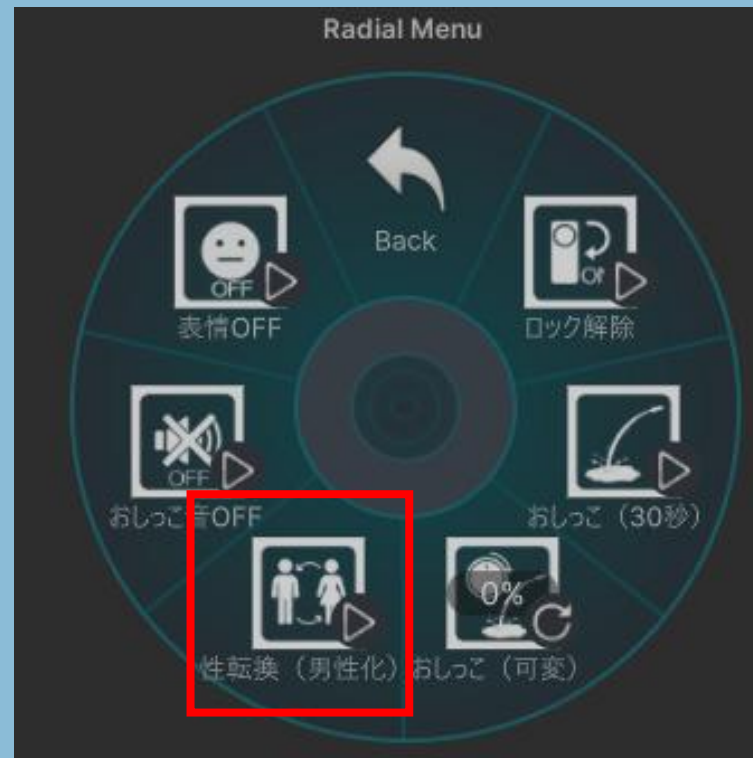 Radial Menu
Back
OFF
表情OFF
ON
ロック解除
OFF
おしっこ音OFF
おしっこ（30秒）
性転換（男性化）
0%
おしっこ（可変）